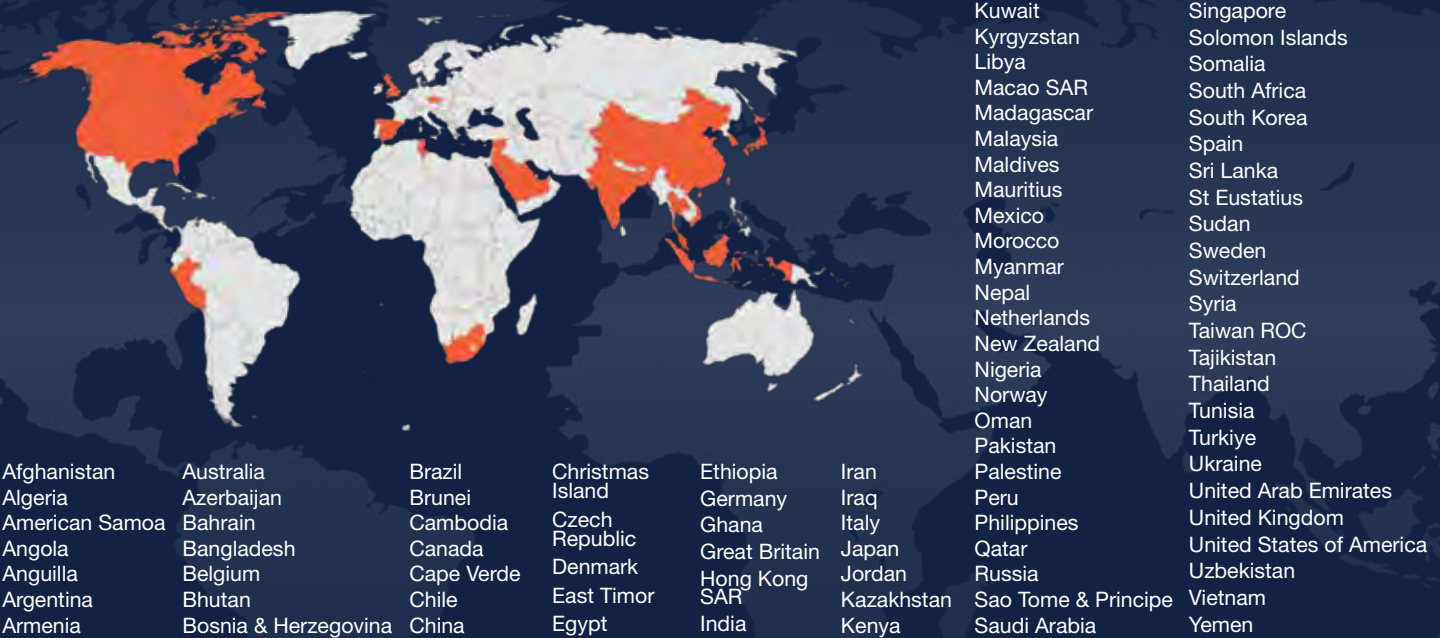 Afghanistan
Algeria
American Samoa
Angola
Anguilla
Argentina
Armenia
Australia
Azerbaijan
Bahrain
Bangladesh
Belgium
Bhutan
Bosnia & Herzegovina
Brazil
Brunei
Cambodia
Canada
Cape Verde
Chile
China
Christmas
Island
Czech
Republic
Denmark
East Timor
Egypt
Ethiopia
Germany
Ghana
Great Britain
Hong Kong
SAR
India
Iran
Iraq
Italy
Japan
Jordan
Kazakhstan
Kenya
Kuwait
Kyrgyzstan
Libya
Macao SAR
Madagascar
Malaysia
Maldives
Mauritius
Mexico
Morocco
Myanmar
Nepal
Netherlands
New Zealand
Nigeria
Norway
Oman
Pakistan
Palestine
Peru
Philippines
Qatar
Russia
Sao Tome & Principe
Saudi Arabia
Singapore
Solomon Islands
Somalia
South Africa
South Korea
Spain
Sri Lanka
St Eustatius
Sudan
Sweden
Switzerland
Syria
Taiwan ROC
Tajikistan
Thailand
Tunisia
Turkiye
Ukraine
United Arab Emirates
United Kingdom
United States of America
Uzbekistan
Vietnam
Yemen